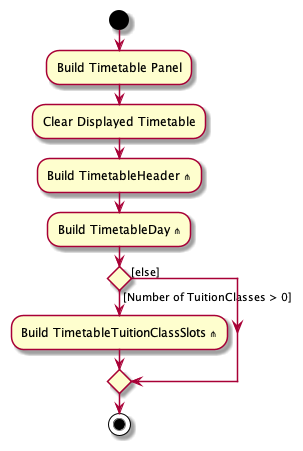 Build Timetable Panel
Clear Displayed Timetable
Build TimetableHeader ⋔
Build TimetableDay ⋔
[else]
[Number of TuitionClasses > 0]
Build TimetableTuitionClassSlots ⋔